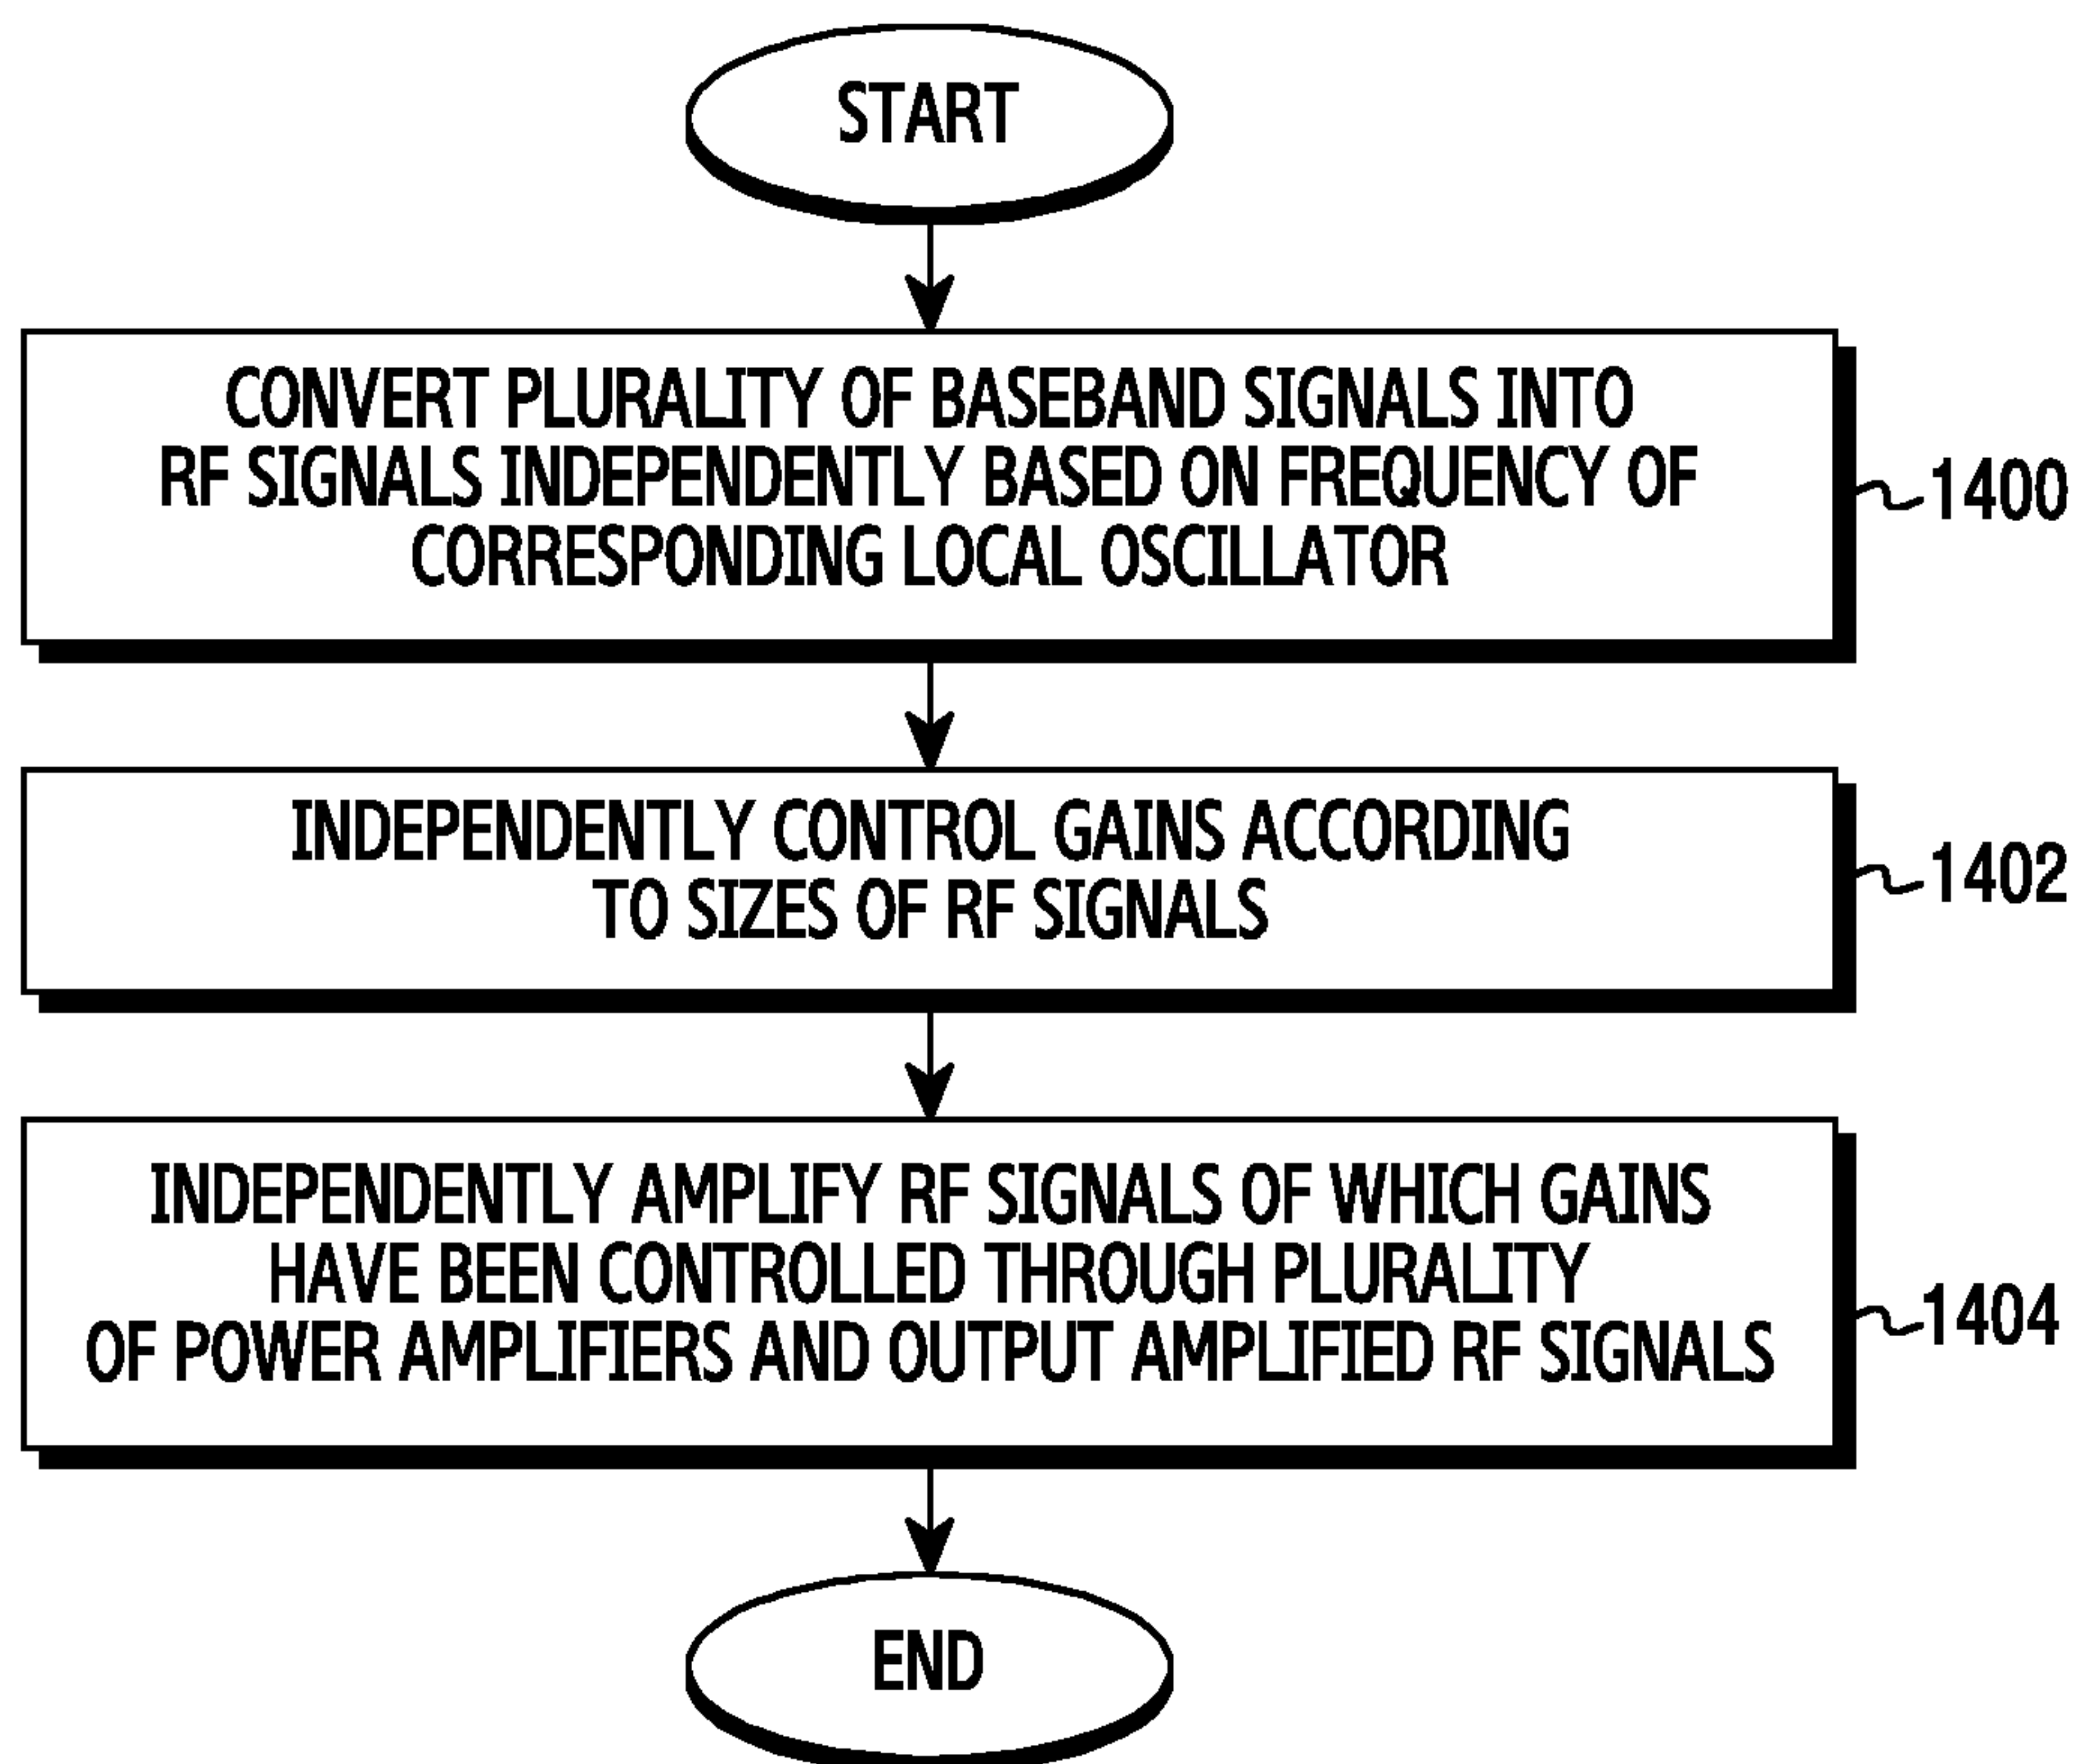 START
CONVERT PLURALITY OF BASEBAND SIGNALS INTO
RF SIGNALS INDEPENDENTLY BASED ON FREQUENCY OF
CORRESPONDING LOCAL OSCILLATOR
1400
INDEPENDENTLY CONTROL GAINS ACCORDING
TO SIZES OF RF SIGNALS
1402
INDEPENDENTLY AMPLIFY RF SIGNALS OF WHICH GAINS
HAVE BEEN CONTROLLED THROUGH PLURALITY
OF POWER AMPLIFIERS AND OUTPUT AMPLIFIED RF SIGNALS
1404
END